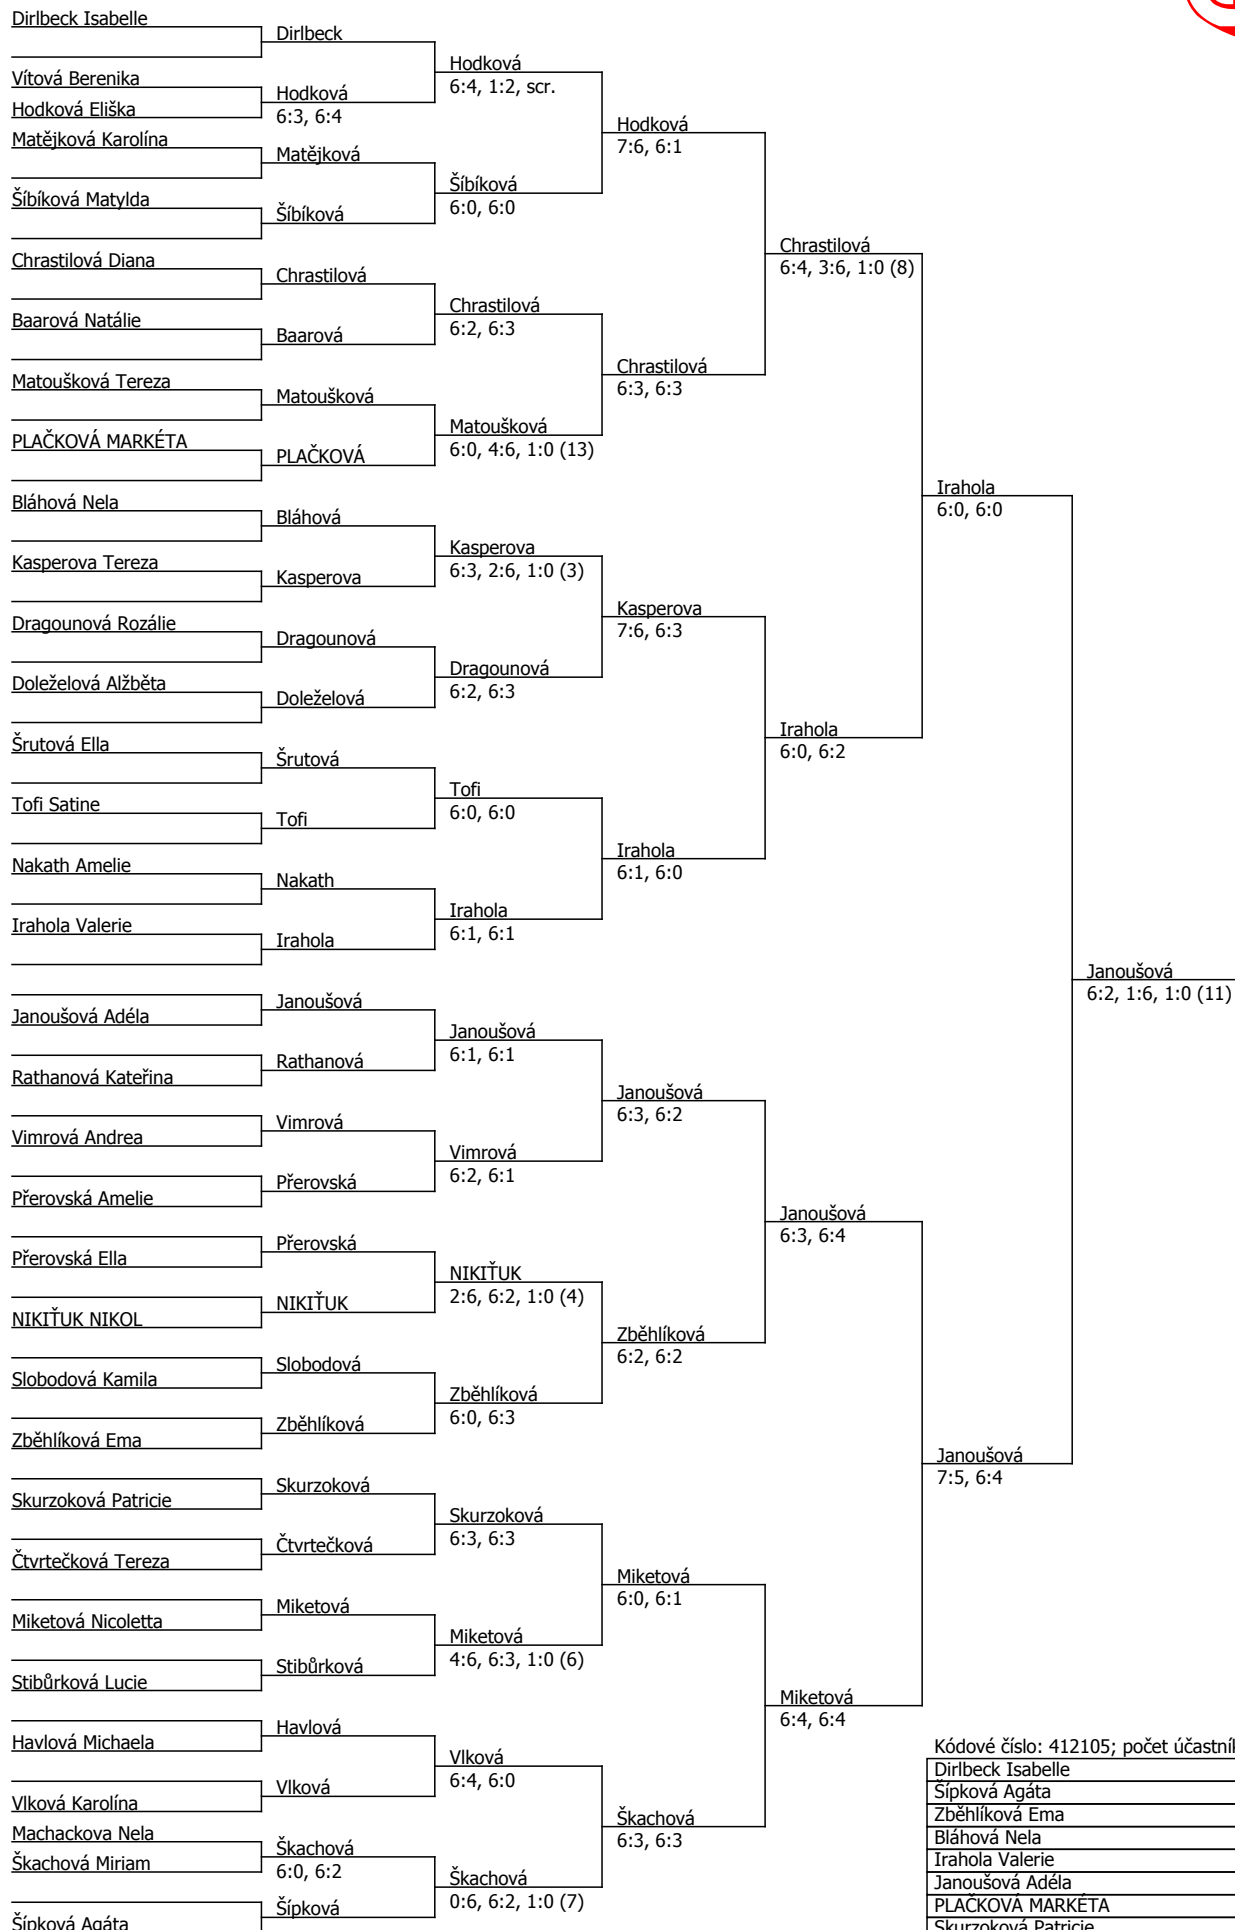 Dirlbeck Isabelle
Vítová Berenika
Hodková Eliška
Matějková Karolína
Šíbíková Matylda
Chrastilová Diana
Baarová Natálie
Matoušková Tereza
PLAČKOVÁ MARKÉTA
Bláhová Nela
Kasperova Tereza
Dragounová Rozálie
Doleželová Alžběta
Šrutová Ella
Tofi Satine
Nakath Amelie
Irahola Valerie
Janoušová Adéla
Rathanová Kateřina
Vimrová Andrea
Přerovská Amelie
Přerovská Ella
NIKIŤUK NIKOL
Slobodová Kamila
Zběhlíková Ema
Skurzoková Patricie
Čtvrtečková Tereza
Miketová Nicoletta
Stibůrková Lucie
Havlová Michaela
Vlková Karolína
Machackova Nela
Škachová Miriam
Šípková Agáta
Dirlbeck
Hodková
6:3, 6:4
Matějková
Šíbíková
Chrastilová
Baarová
Matoušková
PLAČKOVÁ
Bláhová
Kasperova
Dragounová
Doleželová
Šrutová
Tofi
Nakath
Irahola
Janoušová
Rathanová
Vimrová
Přerovská
Přerovská
NIKIŤUK
Slobodová
Zběhlíková
Skurzoková
Čtvrtečková
Miketová
Stibůrková
Havlová
Vlková
Škachová
6:0, 6:2
Šípková
Hodková
6:4, 1:2, scr.
Šíbíková
6:0, 6:0
Chrastilová
6:2, 6:3
Matoušková
6:0, 4:6, 1:0 (13)
Kasperova
6:3, 2:6, 1:0 (3)
Dragounová
6:2, 6:3
Tofi
6:0, 6:0
Irahola
6:1, 6:1
Janoušová
6:1, 6:1
Vimrová
6:2, 6:1
NIKIŤUK
2:6, 6:2, 1:0 (4)
Zběhlíková
6:0, 6:3
Skurzoková
6:3, 6:3
Miketová
4:6, 6:3, 1:0 (6)
Vlková
6:4, 6:0
Škachová
0:6, 6:2, 1:0 (7)
Hodková
7:6, 6:1
Chrastilová
6:3, 6:3
Kasperova
7:6, 6:3
Irahola
6:1, 6:0
Janoušová
6:3, 6:2
Zběhlíková
6:2, 6:2
Miketová
6:0, 6:1
Škachová
6:3, 6:3
Chrastilová
6:4, 3:6, 1:0 (8)
Irahola
6:0, 6:2
Janoušová
6:3, 6:4
Miketová
6:4, 6:4
Irahola
6:0, 6:0
Janoušová
7:5, 6:4
Janoušová
6:2, 1:6, 1:0 (11)
Kódové číslo: 412105; počet
Dirlbeck Isabelle
Šípková Agáta
Zběhlíková Ema
Bláhová Nela
Irahola Valerie
Janoušová Adéla
PLAČKOVÁ MARKÉTA
Skurzoková Patricie